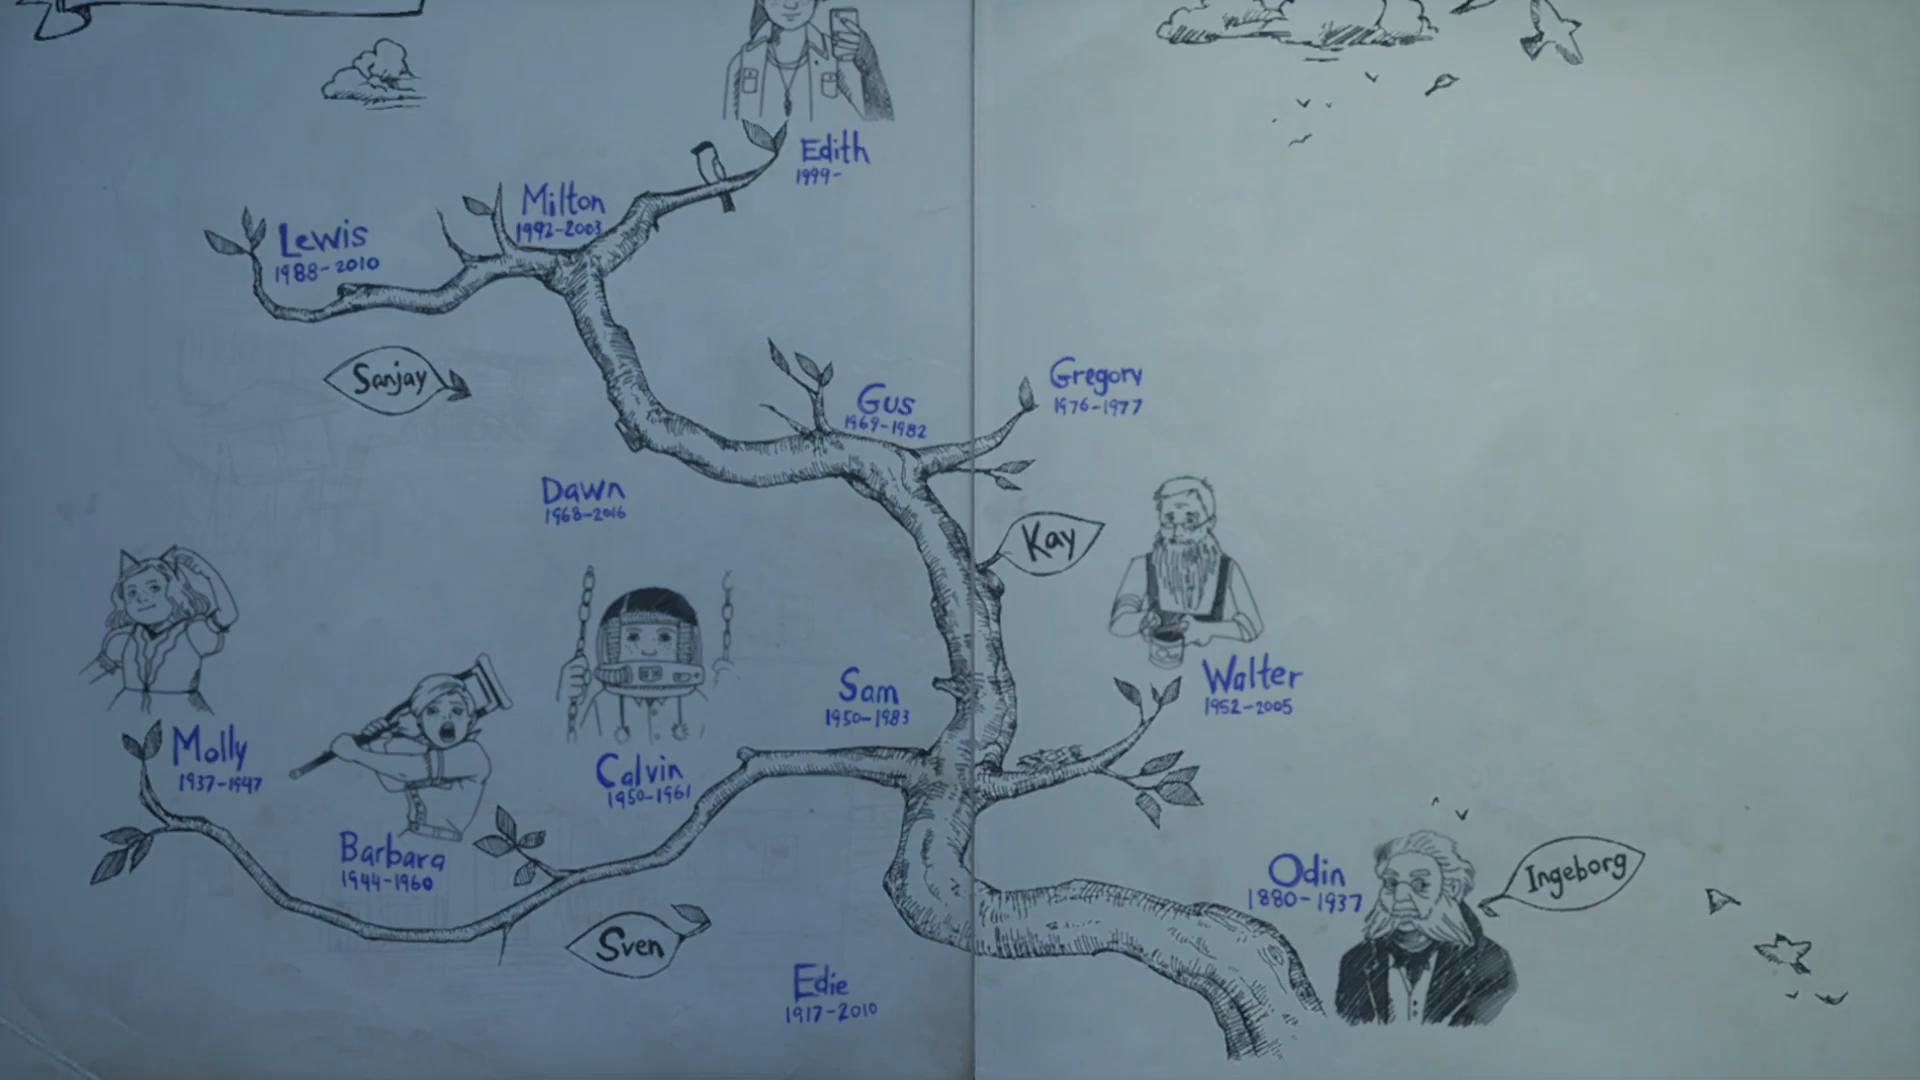 Edith
1999-
Milton
1992-2003
Lewis
1988-2010
Sanjay
Gus
1969-1982
Gregory
1976-1977
Dawn
1968-2016
Kay
Walter
1952-2005
Sam
1950-1983
Calvin
1950-1961
Molly
1937-1947
Barbara
1944-1960
Sven
Edie
1917-2010
Odin
1880-1937
Ingeborg